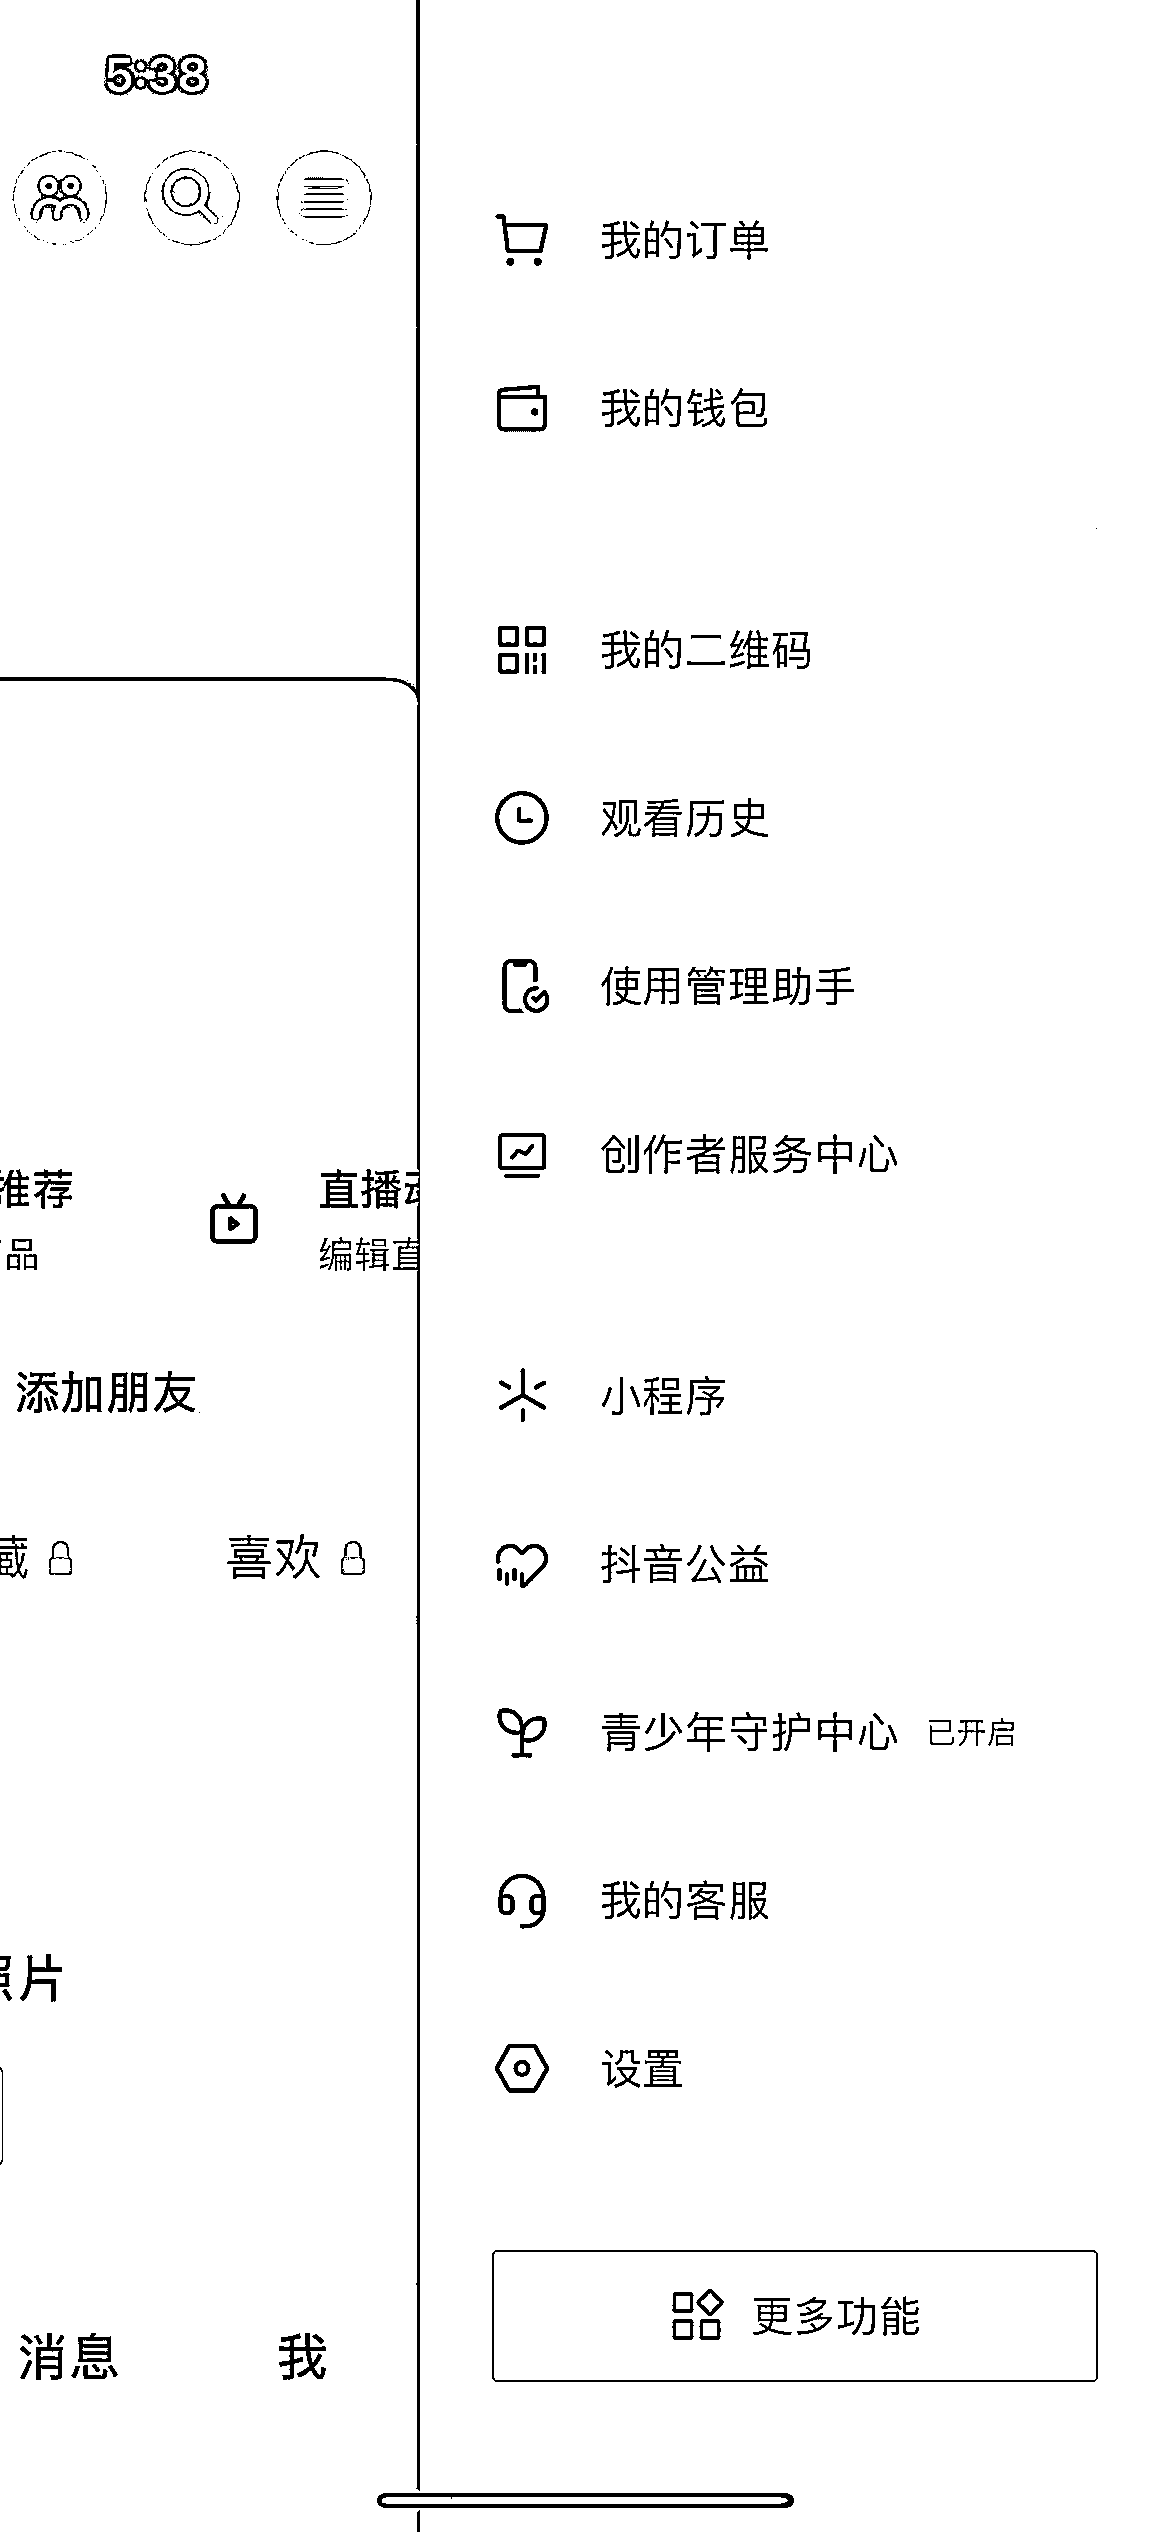 5:38
我的订单
我的钱包
我的二维码
观看历史
使用管理助手
创作者服务中心
推荐
直播
品
编辑直
添加朋友
小程序
藏
喜欢
抖音公益
青少年守护中心 已开启
我的客服
照片
设置
更多功能
消息
我